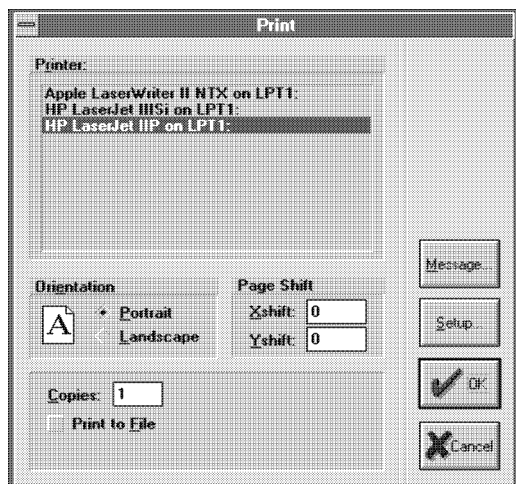 Print
Printer:
Apple LaserWriter II NTX on LPT1:
HP LaserJet IIISi on LPT1:
HP LaserJet IIP on LPT1:
Orientation
A
Portrait
Landscape
Page Shift
Xshift: 0
Yshift: 0
Copies: 1
Print to File
Message...
Setup...
OK
Cancel